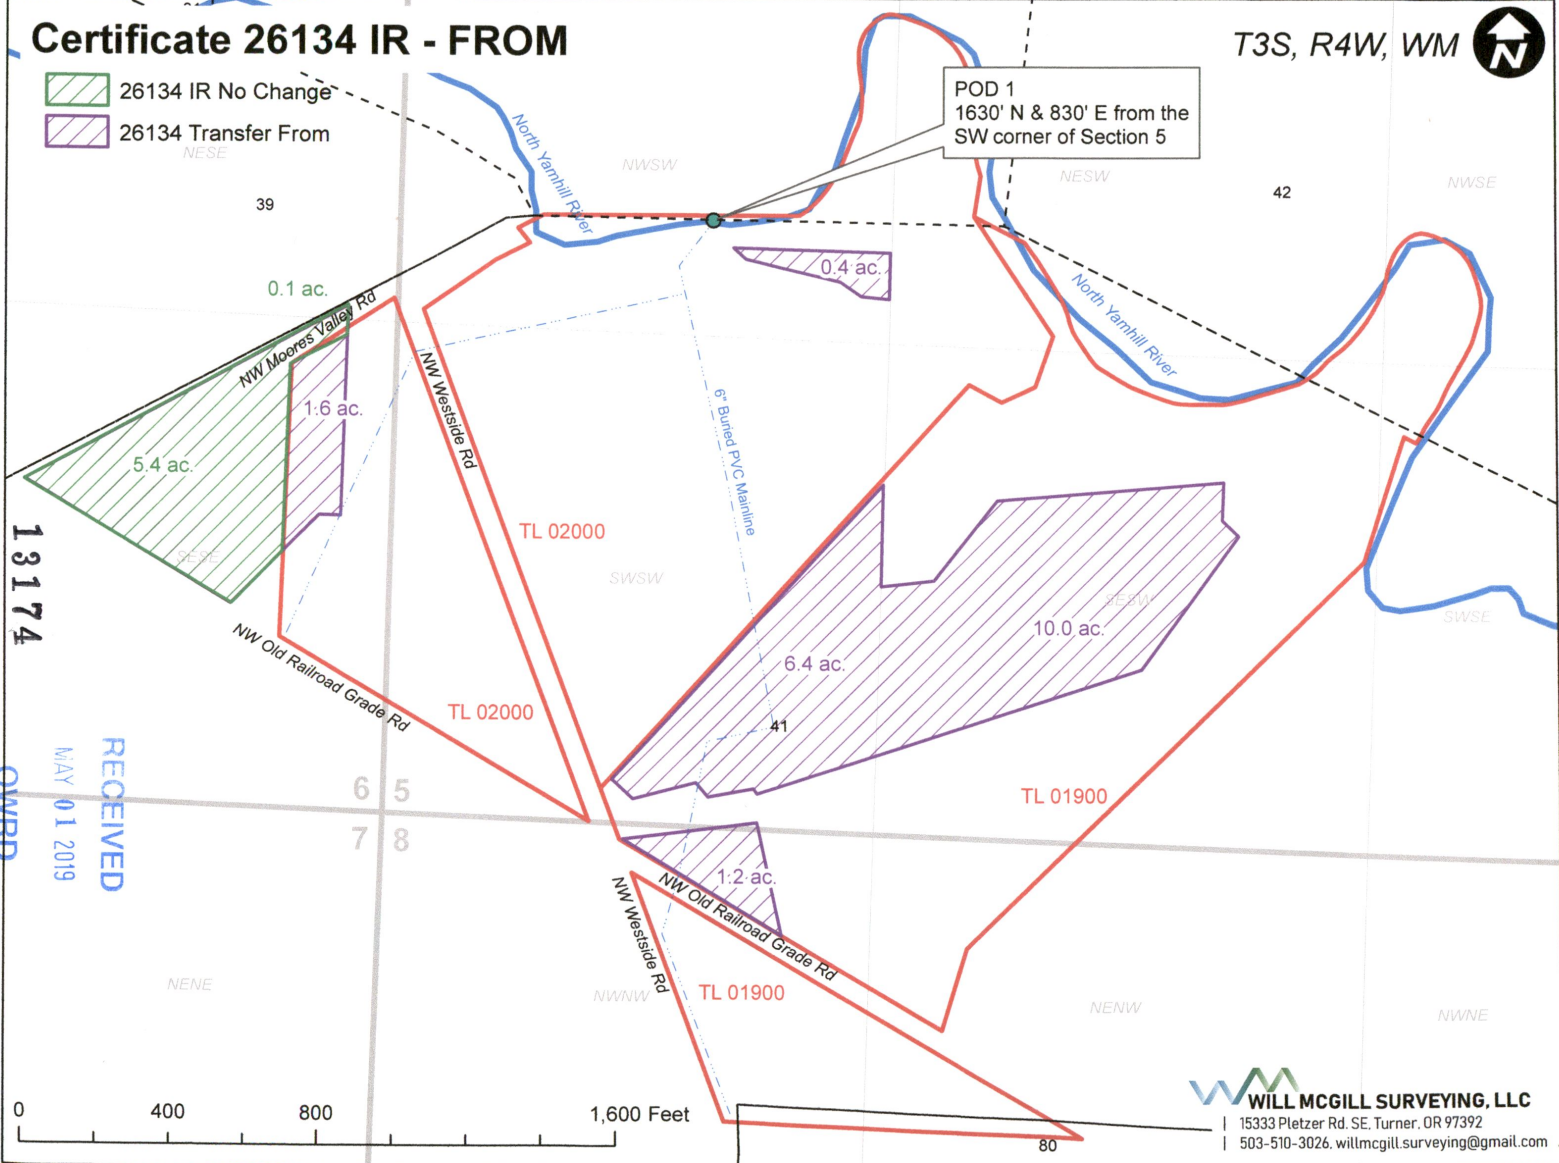 Certificate 26134 IR - FROM
T3S, R4W, WM
N
26134 IR No Change
26134 Transfer From
POD 1
1630' N & 830' E from the
SW corner of Section 5
NESE
NWSW
NESW
NWSE
39
42
North Yamhill River
North Yamhill River
0.4 ac.
0.1 ac.
NW Moores Valley Rd
1.6 ac.
5.4 ac.
NW Westside Rd
6" Buried PVC Mainline
TL 02000
SESE
SWSW
SESW
SWSE
10.0 ac.
6.4 ac.
13174
NW Old Railroad Grade Rd
TL 02000
41
TL 01900
6 5
7 8
RECEIVED
MAY 01 2019
OWRD
1.2 ac.
NW Old Railroad Grade Rd
NW Westside Rd
TL 01900
NENE
NWNW
NENW
NWNE
0 400 800 1,600 Feet
80
WILL MCGILL SURVEYING, LLC
15333 Pletzer Rd. SE, Turner, OR 97392
503-510-3026, willmcgill.surveying@gmail.com